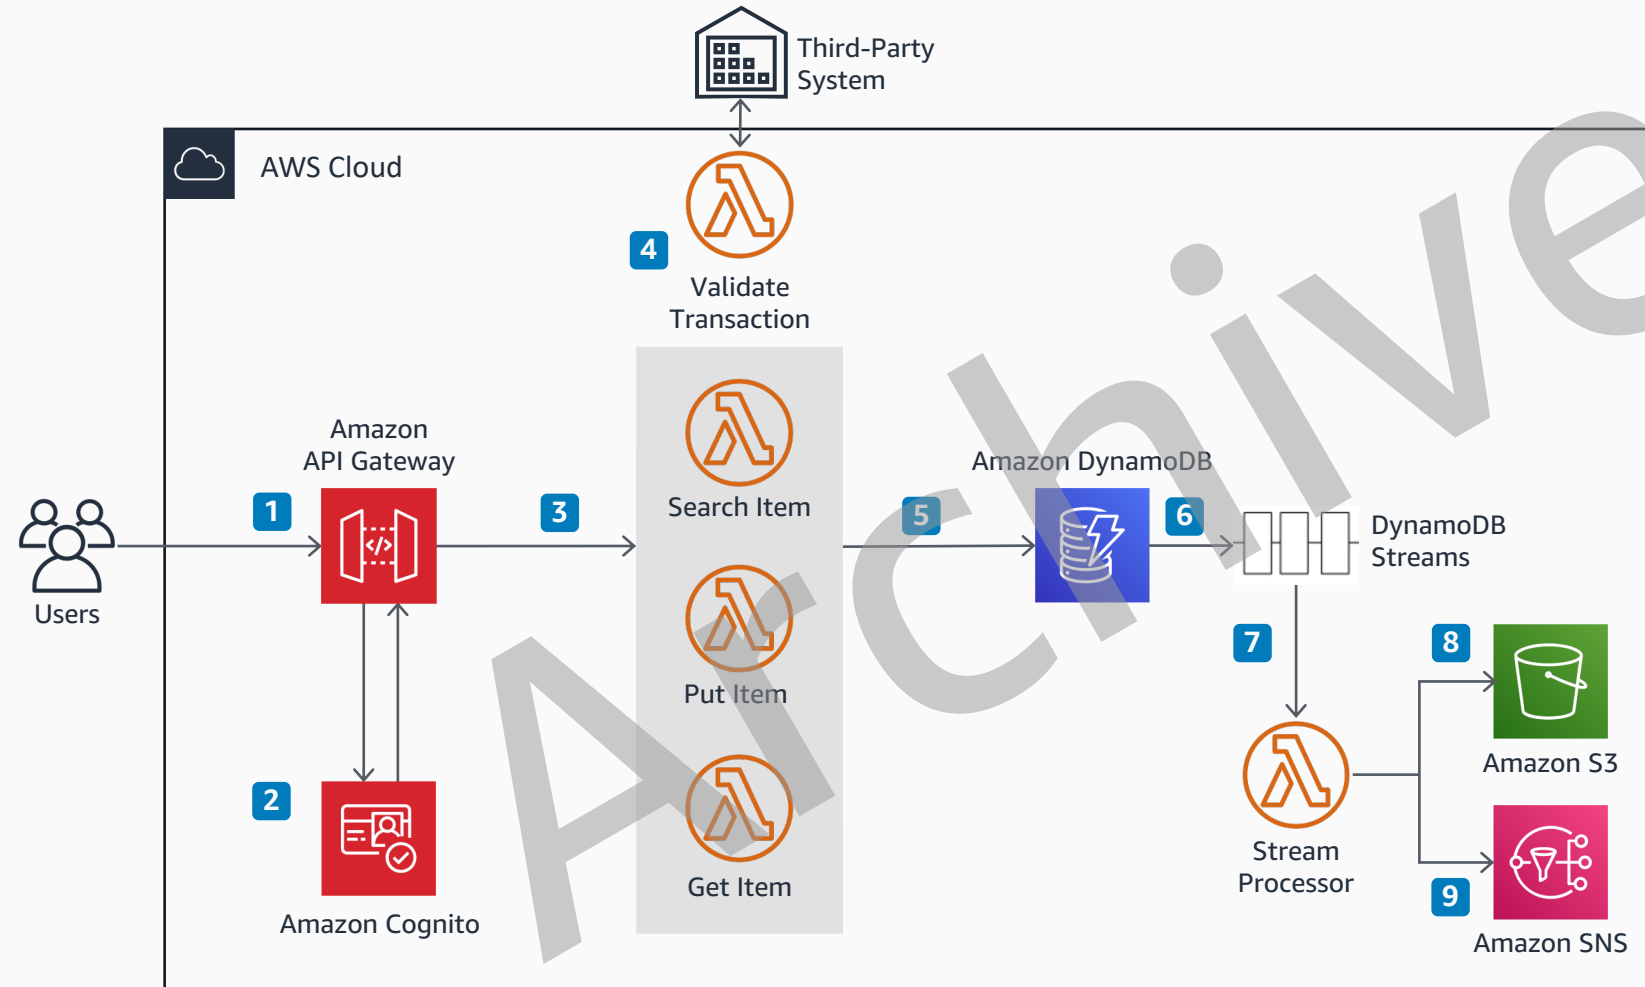 Third-Party
System
AWS Cloud
4
Validate
Transaction
Amazon
API Gateway
1
3
Search Item
Amazon DynamoDB
5
6
DynamoDB
Streams
Users
Put Item
7
8
Amazon S3
2
Stream
Processor
Get Item
9
Amazon Cognito
Amazon SNS
Archive